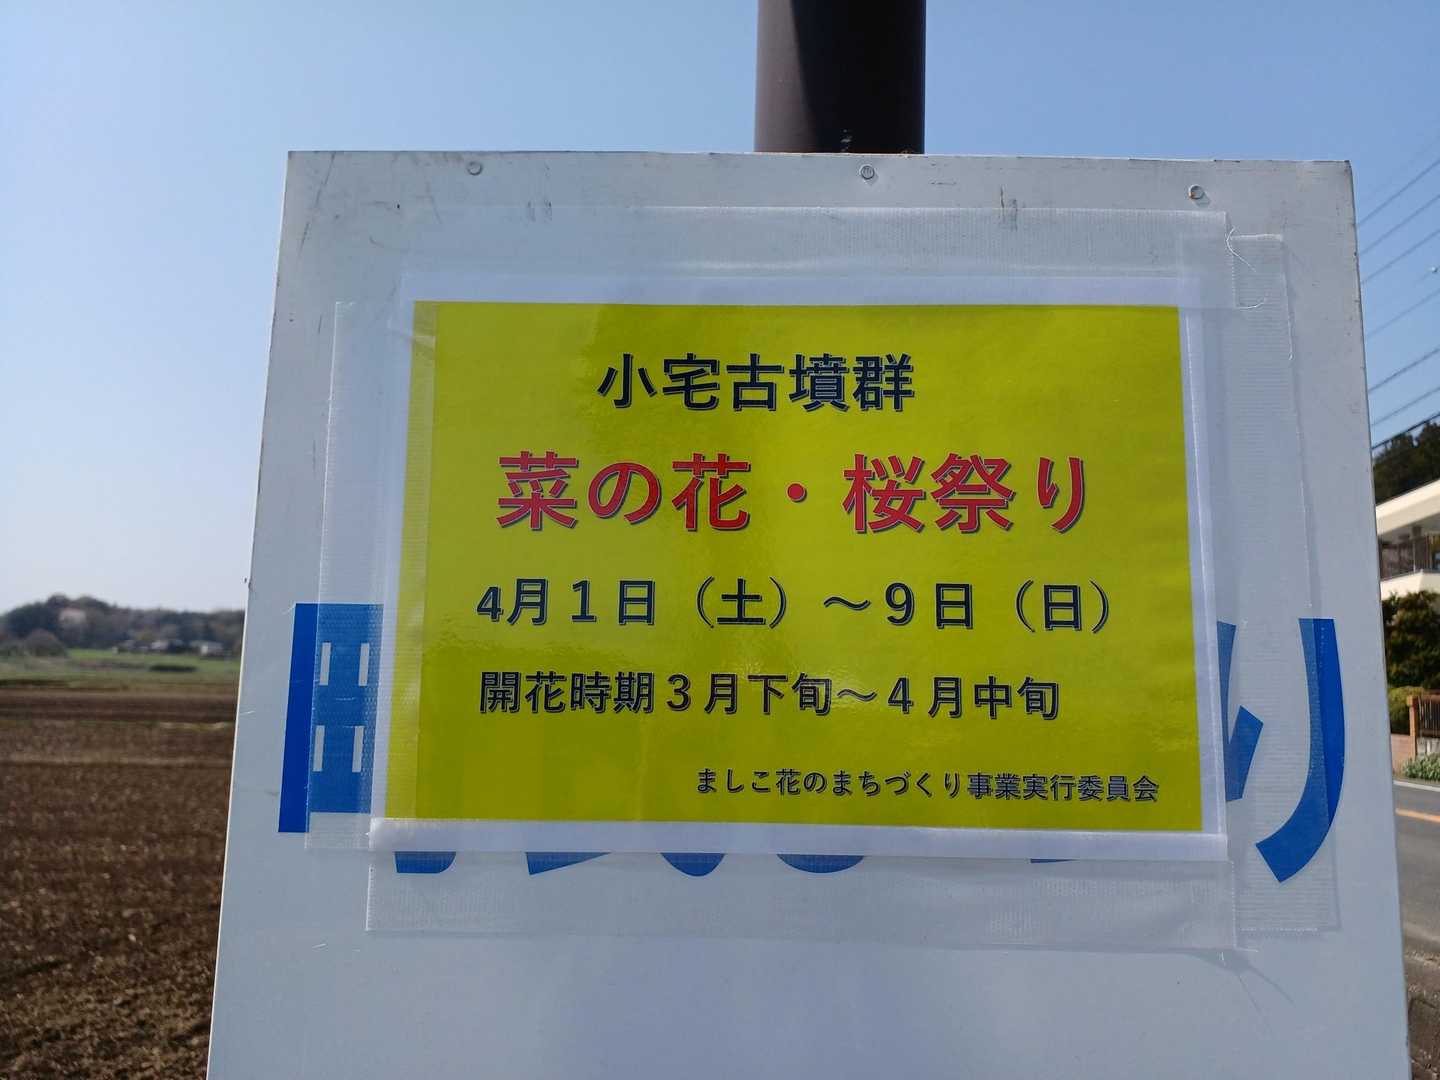 小宅古墳群
菜の花・桜祭り
4月１日（土）～９日（日）
開花時期３月下旬～４月中旬
ましこ花のまちづくり事業実行委員会